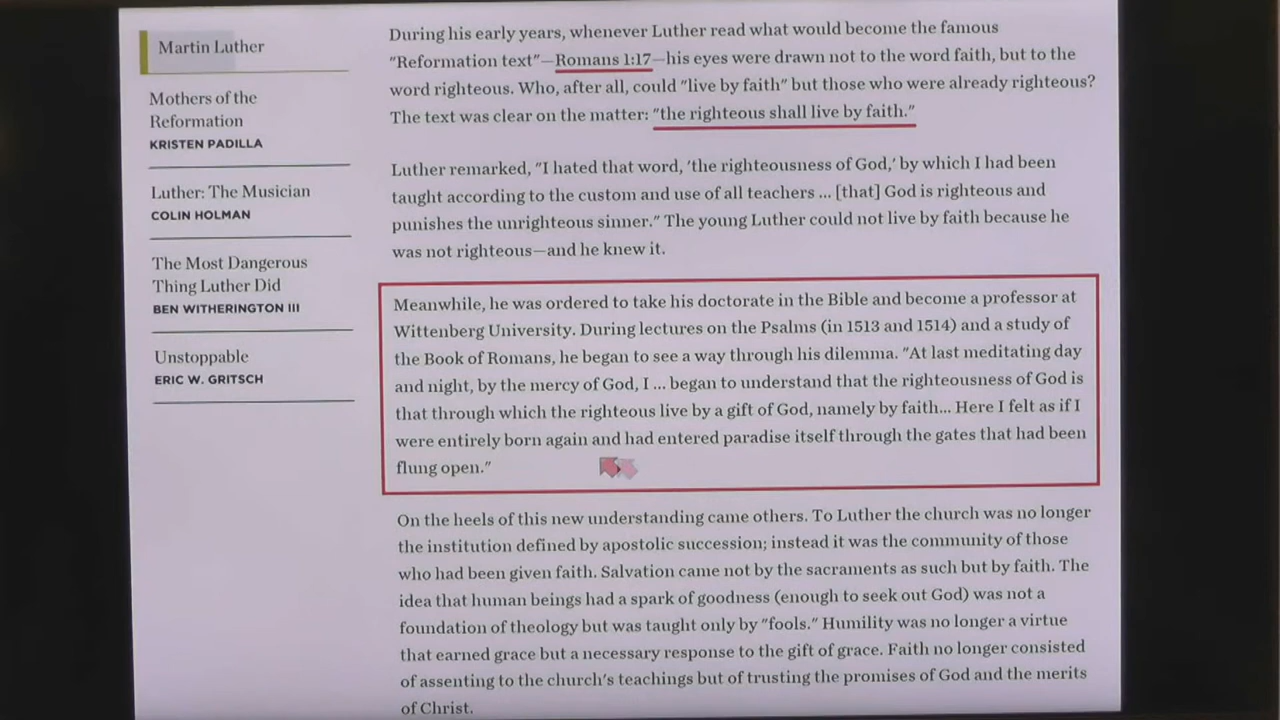 Martin Luther
Mothers of the
Reformation
KRISTEN PADILLA
Luther: The Musician
COLIN HOLMAN
The Most Dangerous
Thing Luther Did
BEN WITHERINGTON III
Unstoppable
ERIC W. GRITSCH
During his early years, whenever Luther read what would become the famous
"Reformation text"—Romans 1:17—his eyes were drawn not to the word faith, but to the
word righteous. Who, after all, could "live by faith" but those who were already righteous?
The text was clear on the matter: "the righteous shall live by faith."
Luther remarked, "I hated that word, 'the righteousness of God,' by which I had been
taught according to the custom and use of all teachers ... [that] God is righteous and
punishes the unrighteous sinner." The young Luther could not live by faith because he
was not righteous—and he knew it.
Meanwhile, he was ordered to take his doctorate in the Bible and become a professor at
Wittenberg University. During lectures on the Psalms (in 1513 and 1514) and a study of
the Book of Romans, he began to see a way through his dilemma. "At last meditating day
and night, by the mercy of God, I ... began to understand that the righteousness of God is
that through which the righteous live by a gift of God, namely by faith... Here I felt as if I
were entirely born again and had entered paradise itself through the gates that had been
flung open."
On the heels of this new understanding came others. To Luther the church was no longer
the institution defined by apostolic succession; instead it was the community of those
who had been given faith. Salvation came not by the sacraments as such but by faith. The
idea that human beings had a spark of goodness (enough to seek out God) was not a
foundation of theology but was taught only by "fools." Humility was no longer a virtue
that earned grace but a necessary response to the gift of grace. Faith no longer consisted
of assenting to the church's teachings but of trusting the promises of God and the merits
of Christ.